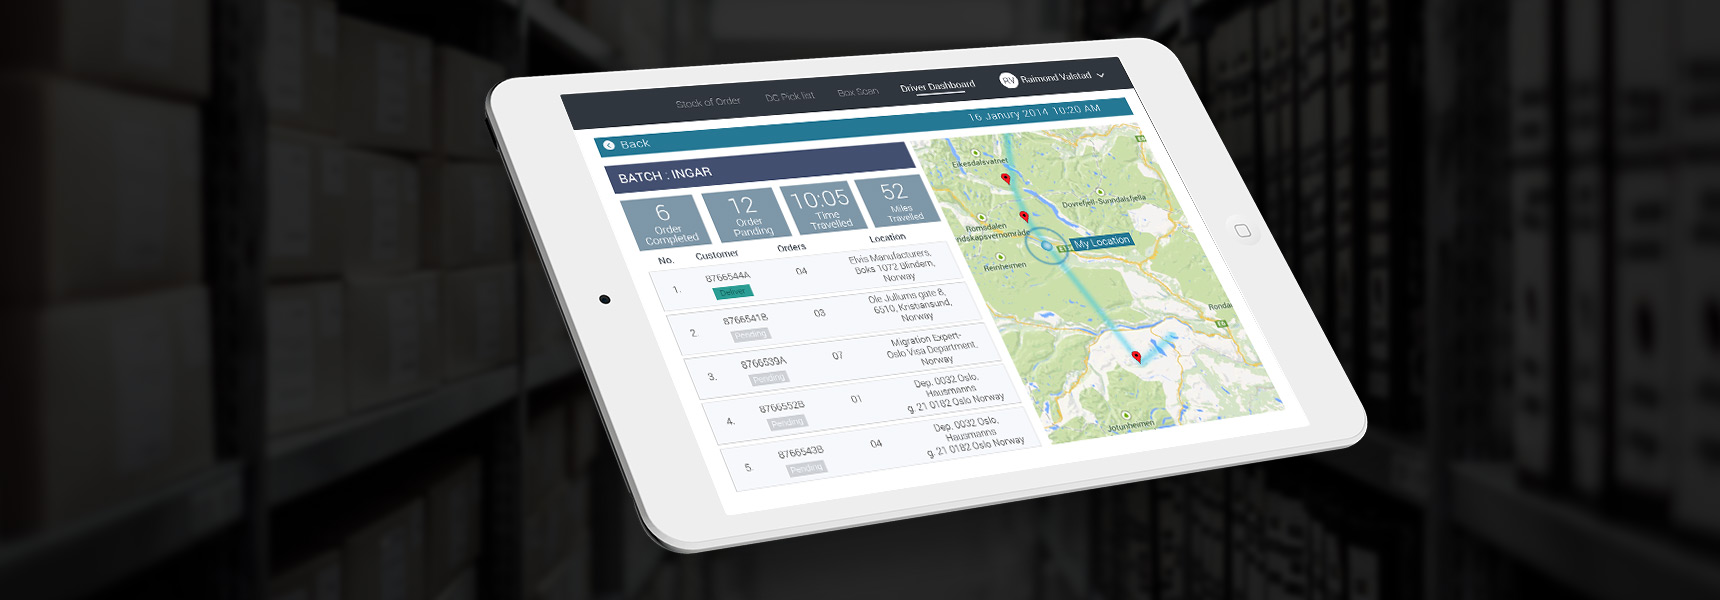 Stock of Order DC Pick list Box Scan Driver Dashboard RV Raimond Valstad
Back 16 Janury 2014 10:20 AM
BATCH : INGAR
6
Order
Completed
12
Order
Panding
10:05
Time
Travelled
52
Miles
Travelled
No. Customer Orders Location
1. 8766544A Deliver 04 Elvis Manufacturers,
Boks 1072 Blindern,
Norway
2. 8766541B Pending 03 Ole Jullums gate 8,
6510, Kristiansund,
Norway
3. 8766539A Pending 07 Migration Expert-
Oslo Visa Department,
Norway
4. 8766552B Pending 01 Dep. 0032 Oslo,
Hausmanns
g. 21 0182 Oslo Norway
5. 8766543B Pending 04 Dep. 0032 Oslo,
Hausmanns
g. 21 0182 Oslo Norway
Eikesdalsvatnet
Dovrefjell-Sunndalsfjella
Romsdalen
ndskapsvernområde
My Location
Reinheimen
Ronda
E6
Jotunheimen